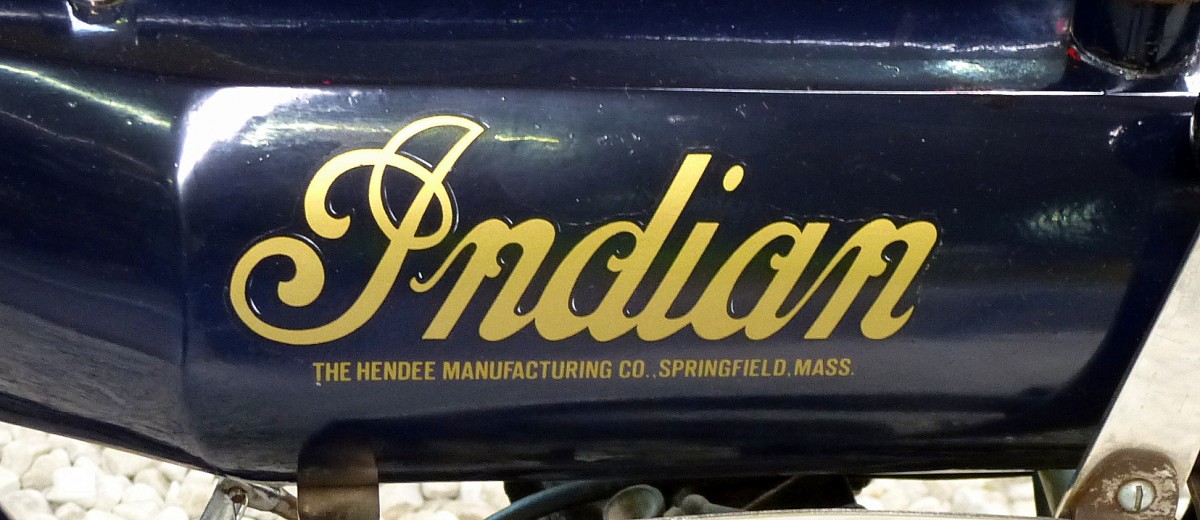 Indian
THE HENDEE MANUFACTURING CO., SPRINGFIELD, MASS.